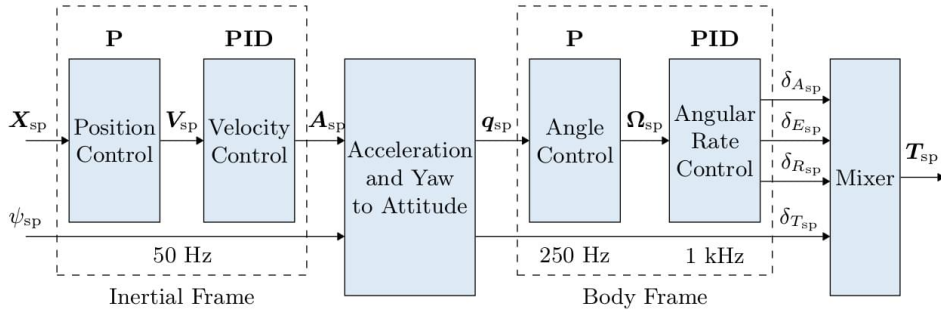 P
PID
P
PID
X_sp
Position
Control
V_sp
Velocity
Control
A_sp
Acceleration
and Yaw
to Attitude
q_sp
Angle
Control
Ω_sp
Angular
Rate
Control
δ_A_sp
δ_E_sp
δ_R_sp
δ_T_sp
Mixer
T_sp
ψ_sp
50 Hz
250 Hz
1 kHz
Inertial Frame
Body Frame